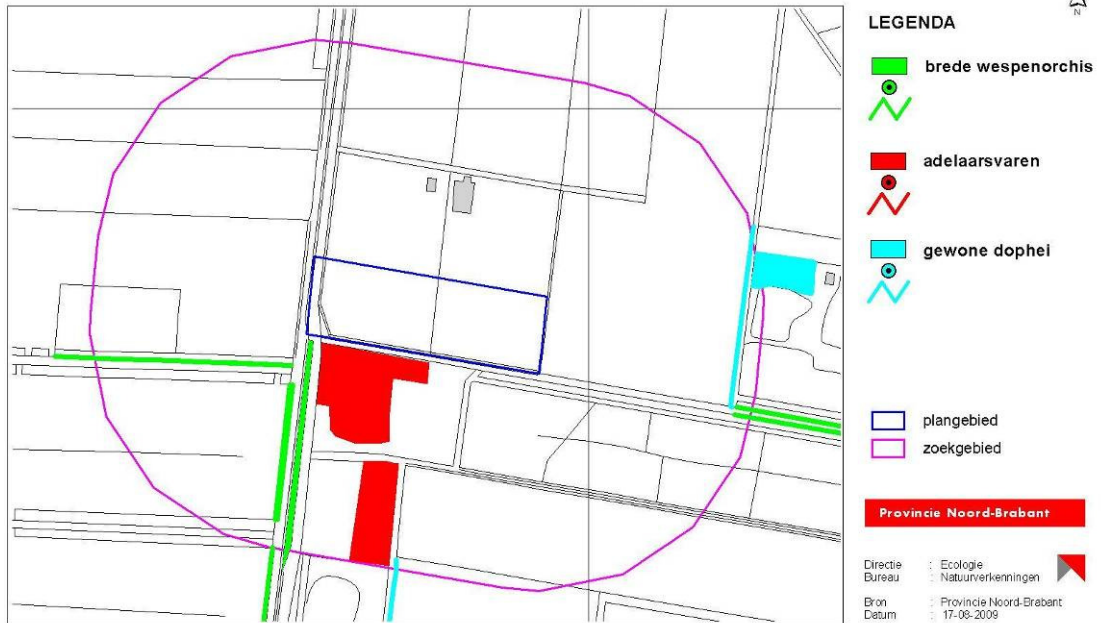 N
LEGENDA
brede wespenorchis
adelaarsvaren
gewone dophei
plangebied
zoekgebied
Provincie Noord-Brabant
Directie : Ecologie
Bureau : Natuurverkenningen
Bron : Provincie Noord-Brabant
Datum : 17-08-2009